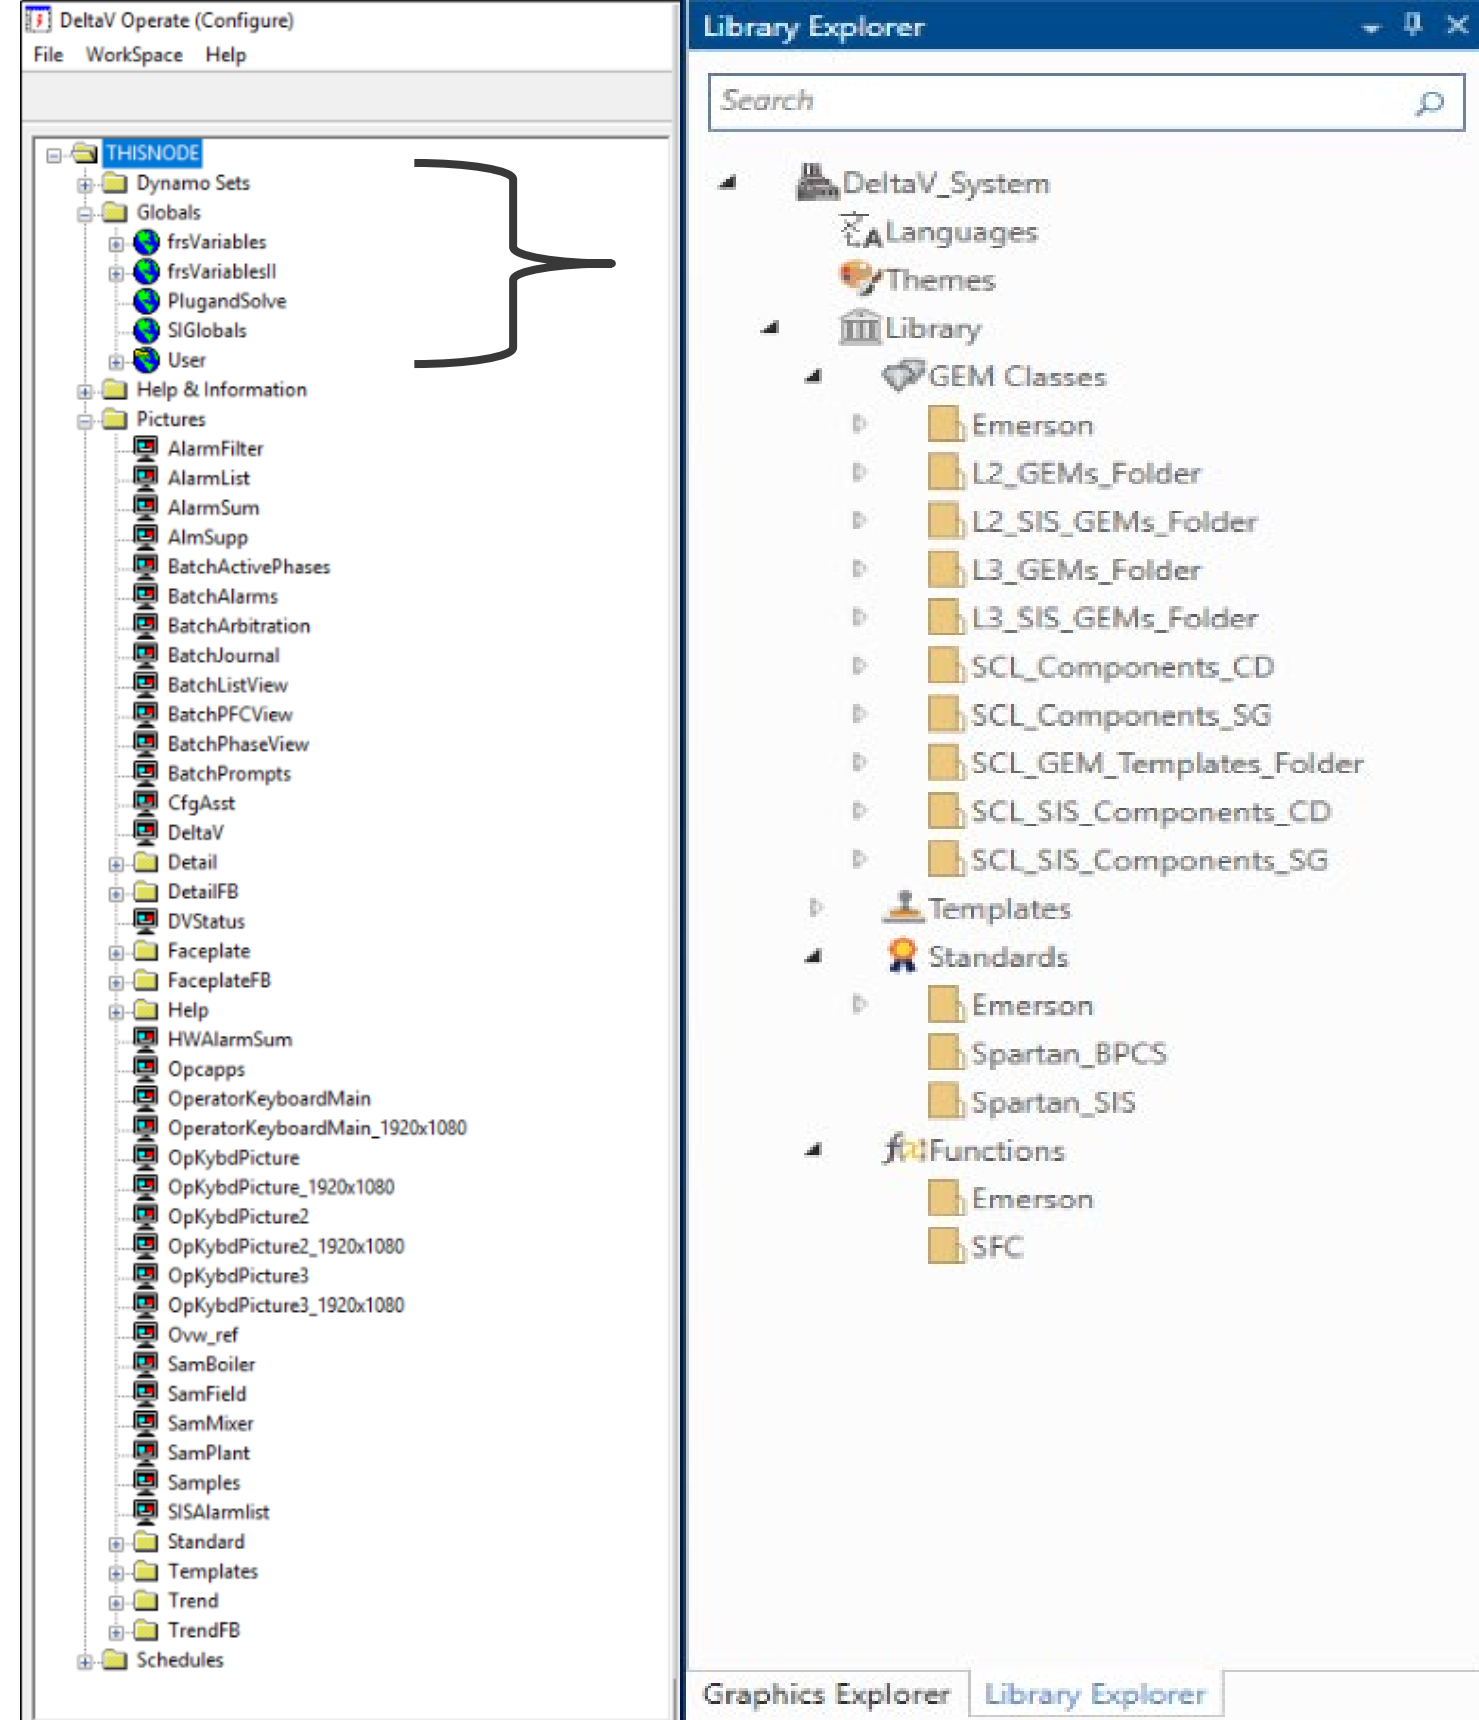 DeltaV Operate (Configure)
File WorkSpace Help
THISNODE
Dynamo Sets
Globals
frsVariables
frsVariablesII
PlugandSolve
SIGlobals
User
Help & Information
Pictures
AlarmFilter
AlarmList
AlarmSum
AlmSupp
BatchActivePhases
BatchAlarms
BatchArbitration
BatchJournal
BatchListView
BatchPFCView
BatchPhaseView
BatchPrompts
CfgAsst
DeltaV
Detail
DetailFB
DVStatus
Faceplate
FaceplateFB
Help
HWAlarmSum
Opcapps
OperatorKeyboardMain
OperatorKeyboardMain_1920x1080
OpKybdPicture
OpKybdPicture_1920x1080
OpKybdPicture2
OpKybdPicture2_1920x1080
OpKybdPicture3
OpKybdPicture3_1920x1080
Ovw_ref
SamBoiler
SamField
SamMixer
SamPlant
Samples
SISAlarmlist
Standard
Templates
Trend
TrendFB
Schedules
Library Explorer
Search
DeltaV_System
Languages
Themes
Library
GEM Classes
Emerson
L2_GEMs_Folder
L2_SIS_GEMs_Folder
L3_GEMs_Folder
L3_SIS_GEMs_Folder
SCL_Components_CD
SCL_Components_SG
SCL_GEM_Templates_Folder
SCL_SIS_Components_CD
SCL_SIS_Components_SG
Templates
Standards
Emerson
Spartan_BPCS
Spartan_SIS
Functions
Emerson
SFC
Graphics Explorer Library Explorer